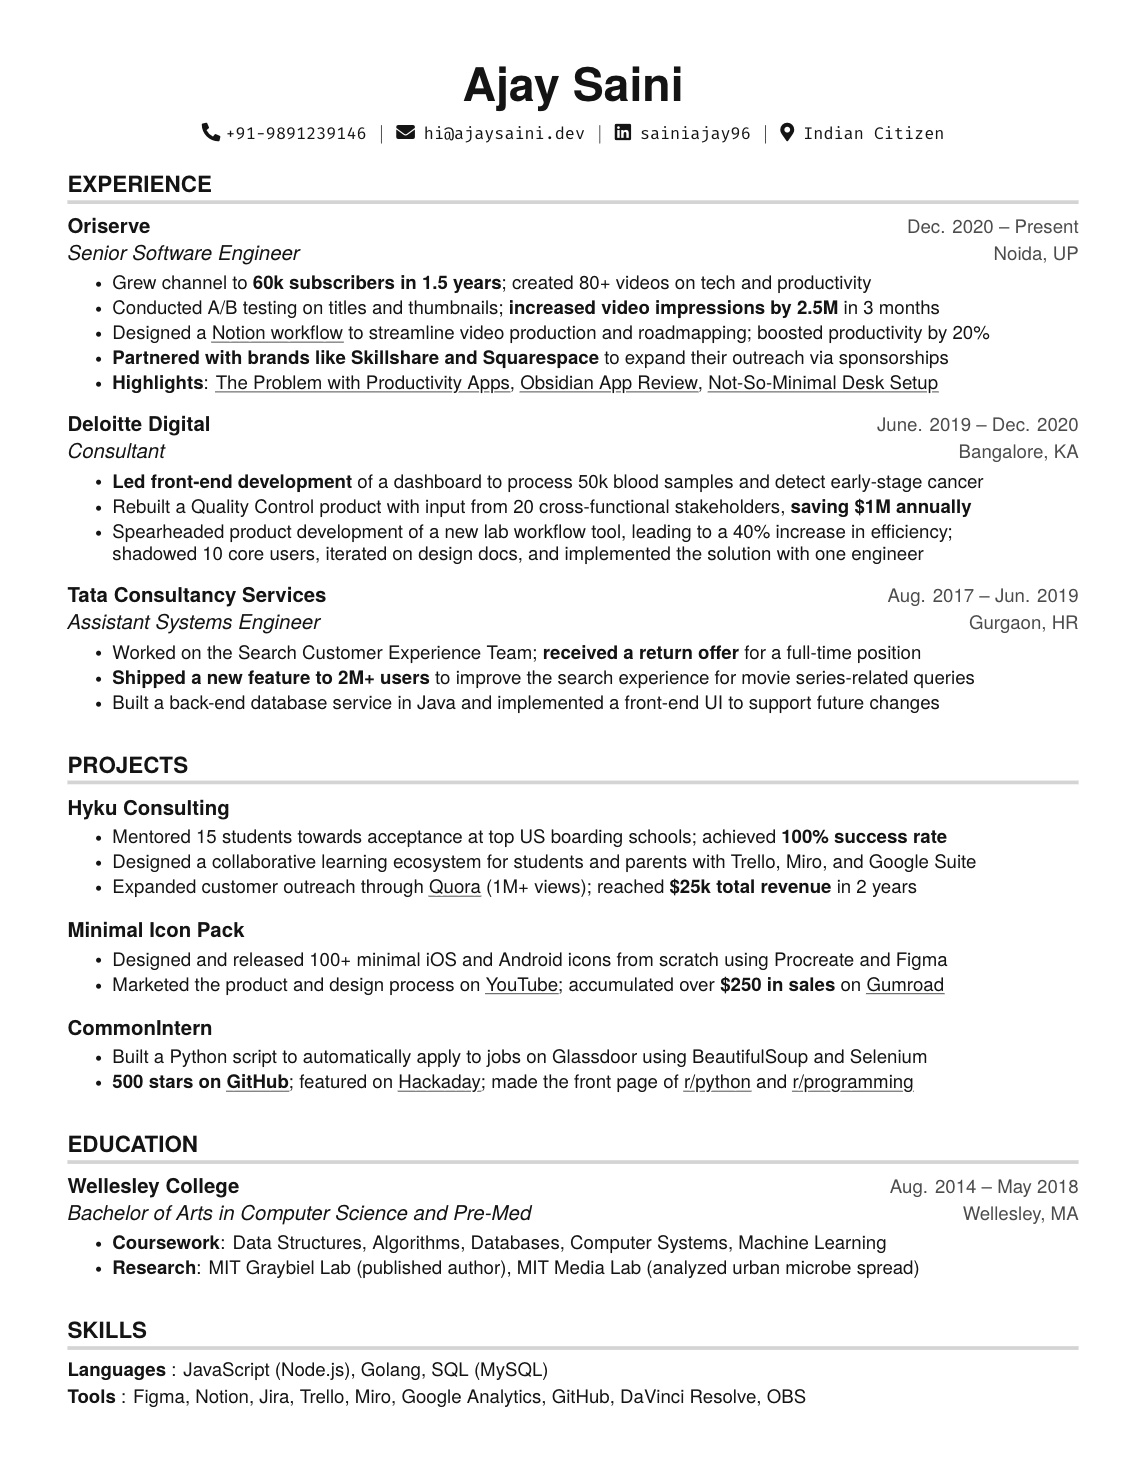 Ajay Saini
+91-9891239146 | hi@ajaysaini.dev | sainiajay96 | Indian Citizen
EXPERIENCE
Oriserve Dec. 2020 – Present
Senior Software Engineer Noida, UP
• Grew channel to 60k subscribers in 1.5 years; created 80+ videos on tech and productivity
• Conducted A/B testing on titles and thumbnails; increased video impressions by 2.5M in 3 months
• Designed a Notion workflow to streamline video production and roadmapping; boosted productivity by 20%
• Partnered with brands like Skillshare and Squarespace to expand their outreach via sponsorships
• Highlights: The Problem with Productivity Apps, Obsidian App Review, Not-So-Minimal Desk Setup
Deloitte Digital June. 2019 – Dec. 2020
Consultant Bangalore, KA
• Led front-end development of a dashboard to process 50k blood samples and detect early-stage cancer
• Rebuilt a Quality Control product with input from 20 cross-functional stakeholders, saving $1M annually
• Spearheaded product development of a new lab workflow tool, leading to a 40% increase in efficiency;
shadowed 10 core users, iterated on design docs, and implemented the solution with one engineer
Tata Consultancy Services Aug. 2017 – Jun. 2019
Assistant Systems Engineer Gurgaon, HR
• Worked on the Search Customer Experience Team; received a return offer for a full-time position
• Shipped a new feature to 2M+ users to improve the search experience for movie series-related queries
• Built a back-end database service in Java and implemented a front-end UI to support future changes
PROJECTS
Hyku Consulting
• Mentored 15 students towards acceptance at top US boarding schools; achieved 100% success rate
• Designed a collaborative learning ecosystem for students and parents with Trello, Miro, and Google Suite
• Expanded customer outreach through Quora (1M+ views); reached $25k total revenue in 2 years
Minimal Icon Pack
• Designed and released 100+ minimal iOS and Android icons from scratch using Procreate and Figma
• Marketed the product and design process on YouTube; accumulated over $250 in sales on Gumroad
CommonIntern
• Built a Python script to automatically apply to jobs on Glassdoor using BeautifulSoup and Selenium
• 500 stars on GitHub; featured on Hackaday; made the front page of r/python and r/programming
EDUCATION
Wellesley College Aug. 2014 – May 2018
Bachelor of Arts in Computer Science and Pre-Med Wellesley, MA
• Coursework: Data Structures, Algorithms, Databases, Computer Systems, Machine Learning
• Research: MIT Graybiel Lab (published author), MIT Media Lab (analyzed urban microbe spread)
SKILLS
Languages : JavaScript (Node.js), Golang, SQL (MySQL)
Tools : Figma, Notion, Jira, Trello, Miro, Google Analytics, GitHub, DaVinci Resolve, OBS